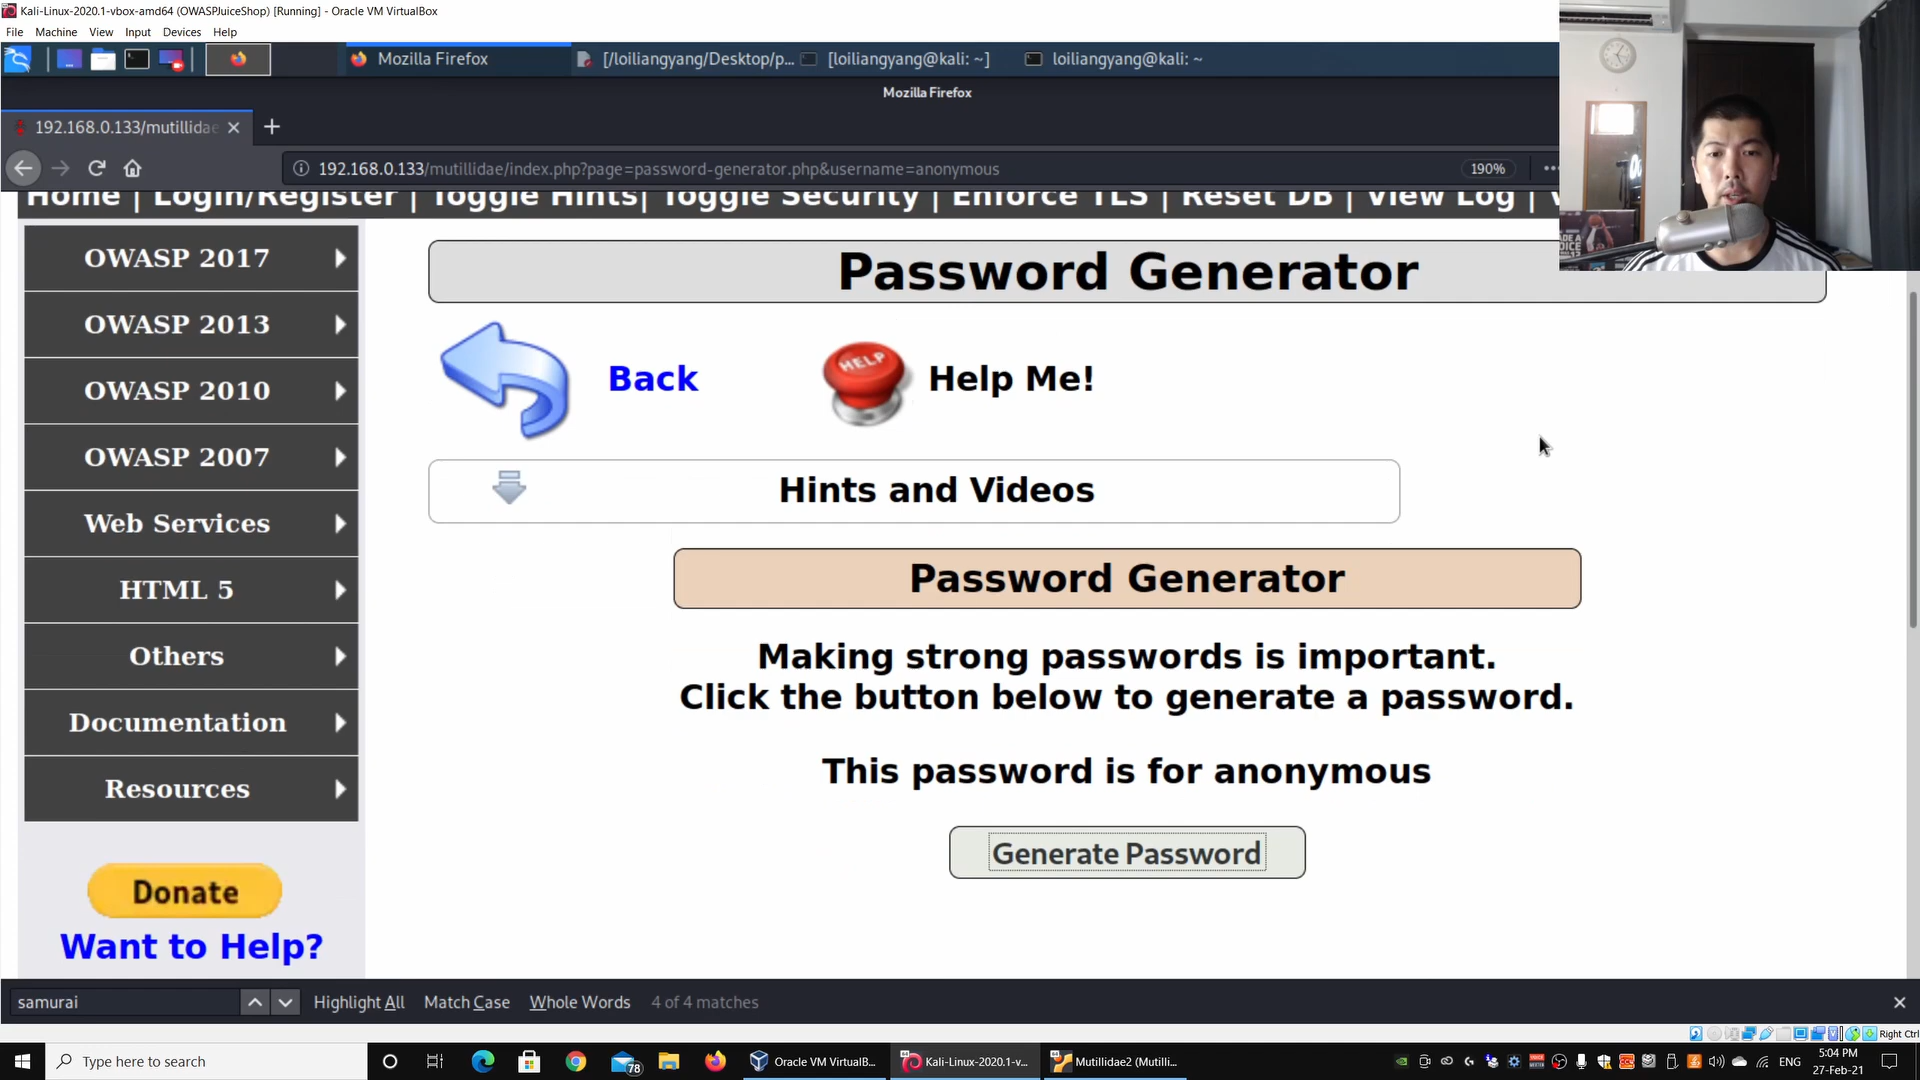 Kali-Linux-2020.1-vbox-amd64 (OWASPJuiceShop) [Running] - Oracle VM VirtualBox
File Machine View Input Devices Help
Mozilla Firefox
[/loiliangyang/Desktop/p...
[loiliangyang@kali: ~]
loiliangyang@kali: ~
Mozilla Firefox
192.168.0.133/mutillidae
192.168.0.133/mutillidae/index.php?page=password-generator.php&username=anonymous
190%
Home | Login/Register | Toggle Hints| Toggle Security | Enforce TLS | Reset DB | View Log |
OWASP 2017
OWASP 2013
OWASP 2010
OWASP 2007
Web Services
HTML 5
Others
Documentation
Resources
Donate
Want to Help?
Password Generator
Back
HELP
Help Me!
Hints and Videos
Password Generator
Making strong passwords is important.
Click the button below to generate a password.
This password is for anonymous
Generate Password
samurai
Highlight All
Match Case
Whole Words
4 of 4 matches
Right Ctrl
Type here to search
78
Oracle VM VirtualB...
Kali-Linux-2020.1-v...
Mutillidae2 (Mutilli...
ENG
5:04 PM
27-Feb-21